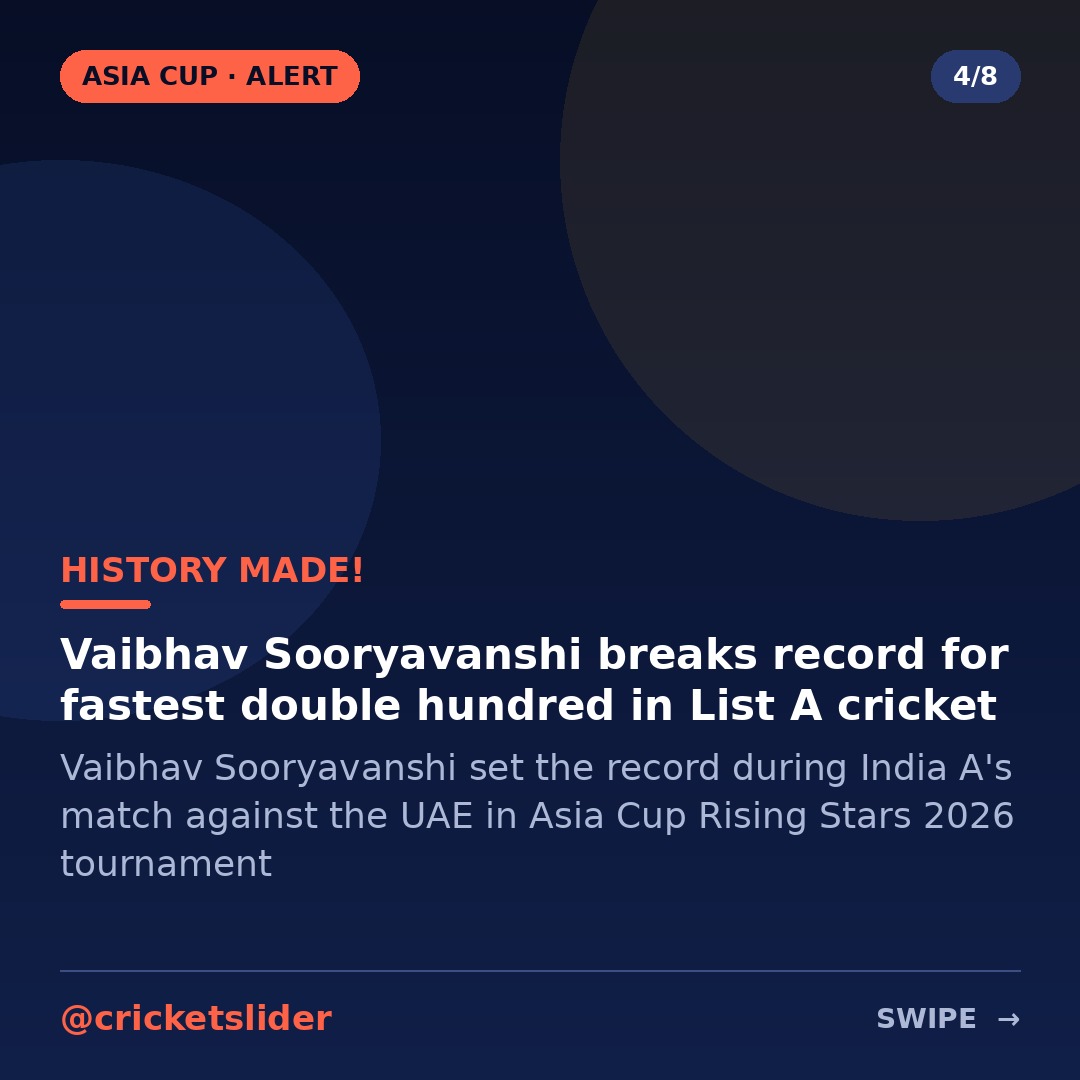 ASIA CUP · ALERT
4/8
HISTORY MADE!
Vaibhav Sooryavanshi breaks record for
fastest double hundred in List A cricket
Vaibhav Sooryavanshi set the record during India A's
match against the UAE in Asia Cup Rising Stars 2026
tournament
@cricketslider
SWIPE →